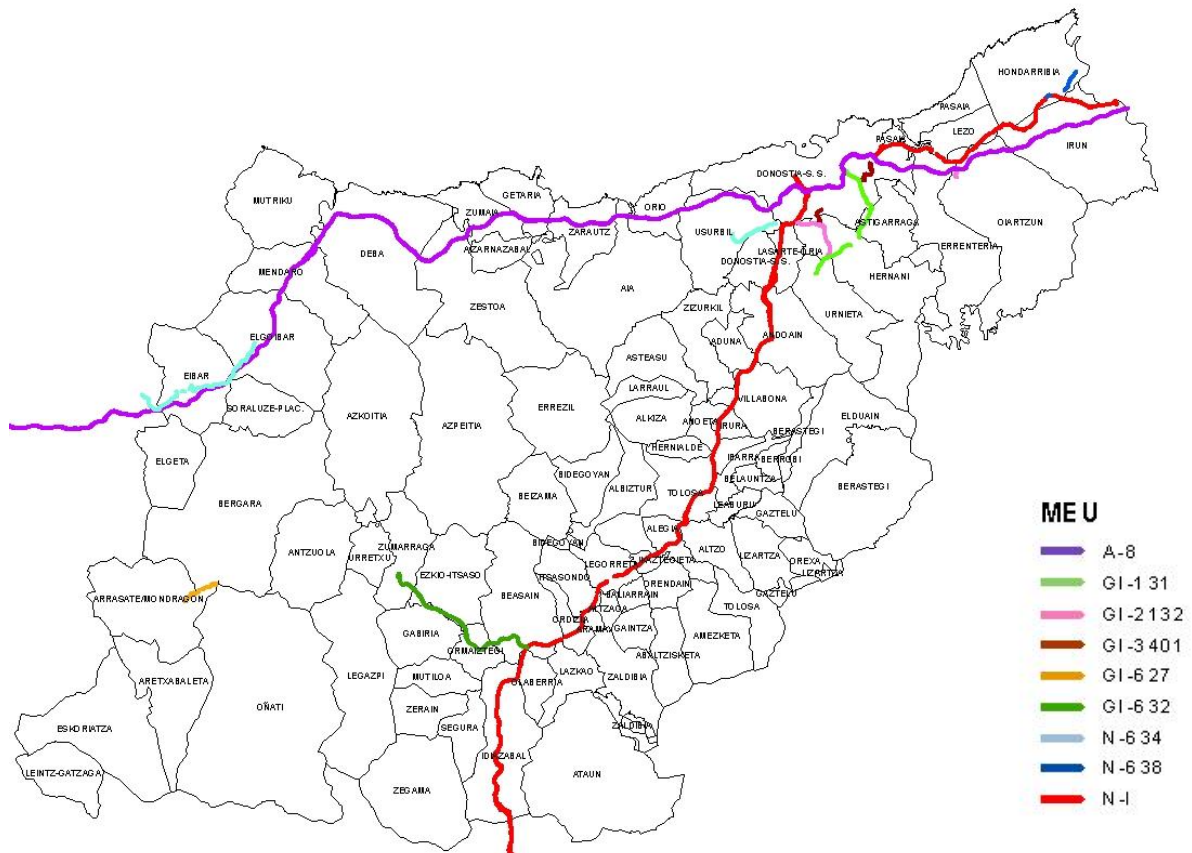 HONDARRIBIA
PASAIA
LEZO
PASAIA
IRUN
DONOSTIA-S.S.
GETARIA
MUTRIKU
ZUMAIA
ORIO
ZARAUTZ
USURBIL
ASTIGARRAGA
OIARTZUN
DEBA
AIZARNAZABAL
LASARTE-ORIA
DONOSTIA-S.S.
ERRENTERIA
MENDARO
HERNANI
AIA
ZESTOA
ZIZURKIL
URNIETA
ELGOIBAR
ADUNA
ANDOAIN
ASTEASU
EIBAR
LARRAUL
ERREZIL
VILLABONA
SORALUZE-PLAC.
AZKOITIA
ALKIZA
ANOETA
IRURA
ELDUAIN
AZPEITIA
BERASTEGI
HERNIALDE
ELGETA
IBARRA
BERROBI
BIDEGOYAN
BELAUNTZA
BERASTEGI
ALBIZTUR
BEIZAMA
TOLOSA
BERGARA
LEABURU
GAZTELU
ALEGIA
ZUMARRAGA
BIDEGOYAN
ALTZO
LIZARTZA
ANTZUOLA
URRETXU
OREXA
LEGORRETA
EZKIO-ITSASO
ITSASONDO
LIZARTZA
ORENDAIN
BEASAIN
BALIARRAIN
GAZTELU
ARRASATE/MONDRAGON
ALTZAGA
TOLOSA
ORDIZIA
ARAMA
GAINTZA
AMEZKETA
GABIRIA
ORMAIZTEGI
ABALTZISKETA
ARETXABALETA
LEGAZPI
MUTILOA
LAZKAO
ZALDIBIA
OLABERRIA
OÑATI
ZERAIN
ESKORIATZA
SEGURA
ZALDIBIA
IDIAZABAL
LEINTZ-GATZAGA
ATAUN
ZEGAMA
MEU
A-8
GI-131
GI-2132
GI-3401
GI-627
GI-632
N-634
N-638
N-I